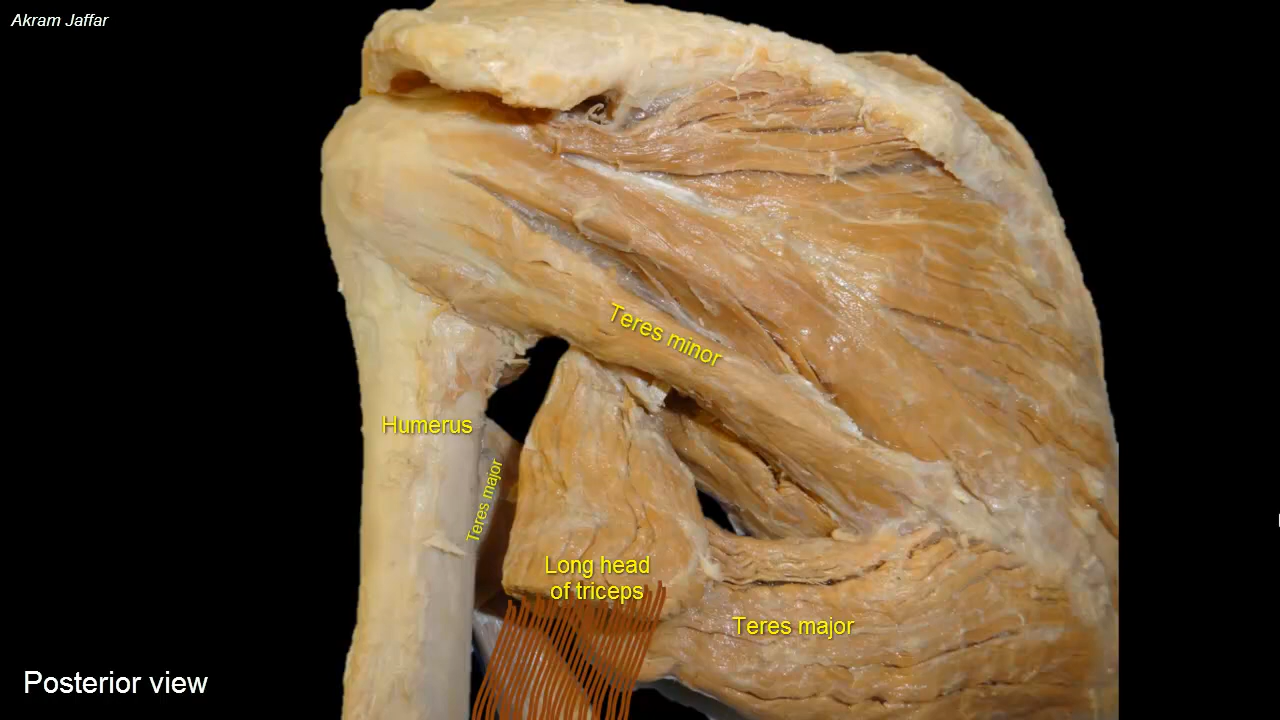 Akram Jaffar
Teres minor
Humerus
Teres major
Long head
of triceps
Teres major
Posterior view